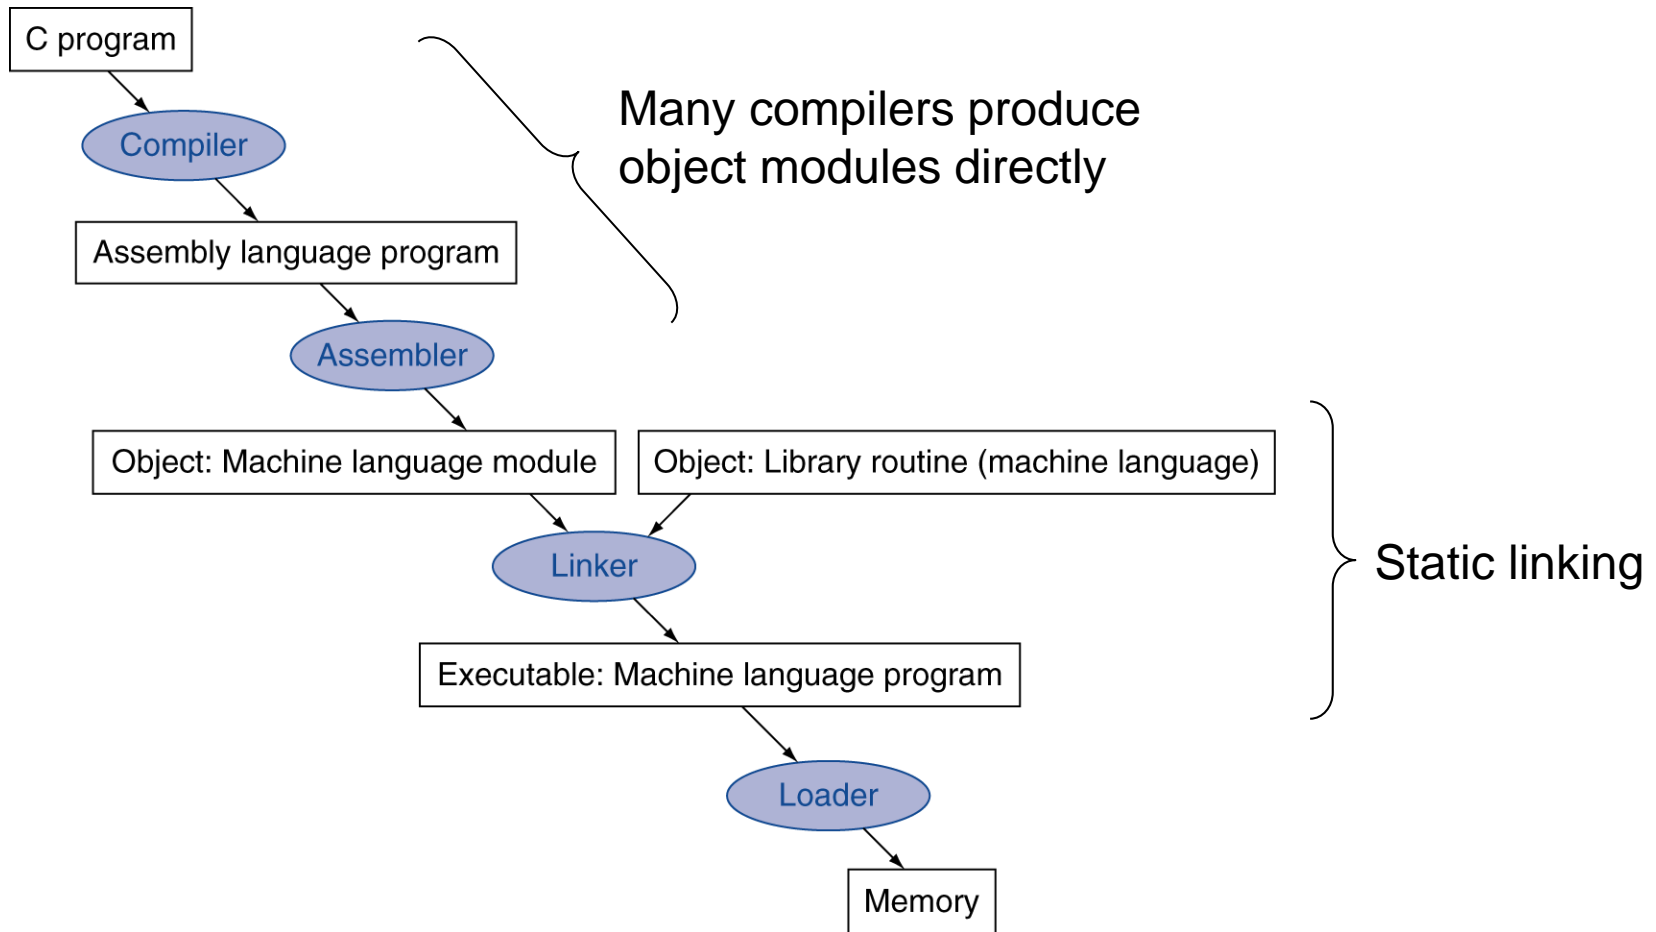 C program
Many compilers produce
object modules directly
Compiler
Assembly language program
Assembler
Object: Machine language module
Object: Library routine (machine language)
Linker
Static linking
Executable: Machine language program
Loader
Memory